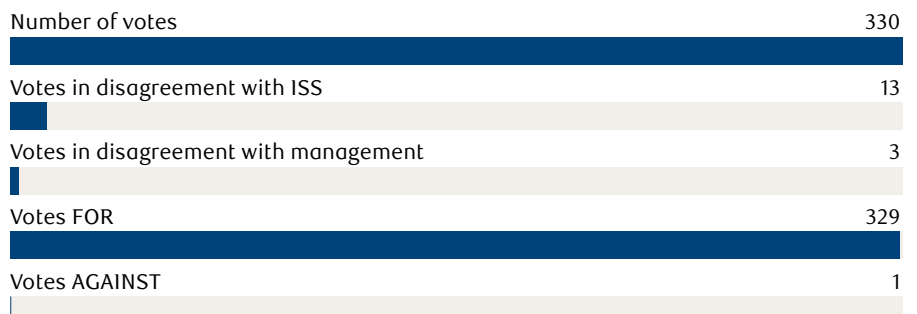 Number of votes 330
Votes in disagreement with ISS 13
Votes in disagreement with management 3
Votes FOR 329
Votes AGAINST 1